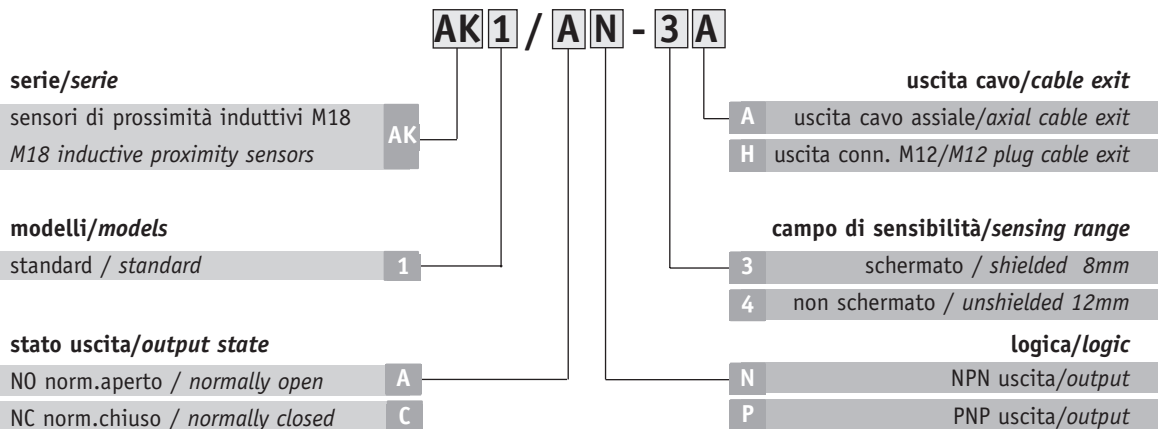 AK1/AN-3A
serie/serie
sensori di prossimità induttivi M18
M18 inductive proximity sensors
AK
modelli/models
standard / standard
1
stato uscita/output state
NO norm.aperto / normally open
A
NC norm.chiuso / normally closed
C
uscita cavo/cable exit
A uscita cavo assiale/axial cable exit
H uscita conn. M12/M12 plug cable exit
campo di sensibilità/sensing range
3 schermato / shielded 8mm
4 non schermato / unshielded 12mm
logica/logic
N NPN uscita/output
P PNP uscita/output